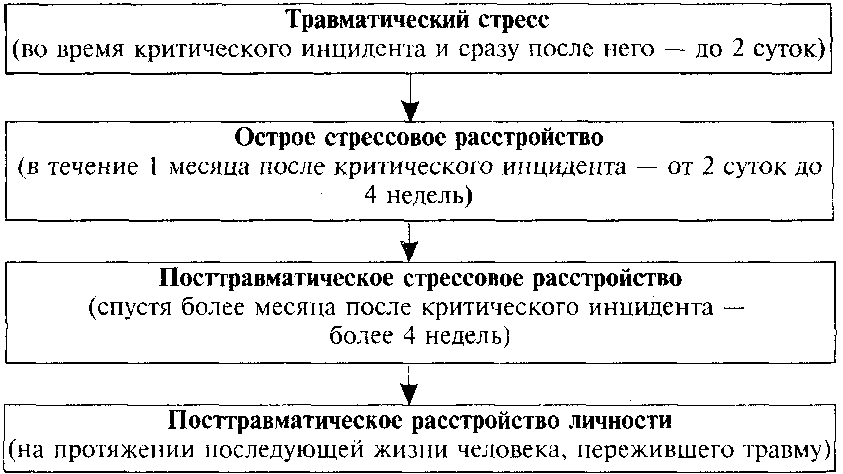 Травматический стресс
(во время критического инцидента и сразу после него — до 2 суток)
Острое стрессовое расстройство
(в течение 1 месяца после критического инцидента — от 2 суток до
4 недель)
Посттравматическое стрессовое расстройство
(спустя более месяца после критического инцидента —
более 4 недель)
Посттравматическое расстройство личности
(на протяжении последующей жизни человека, пережившего травму)